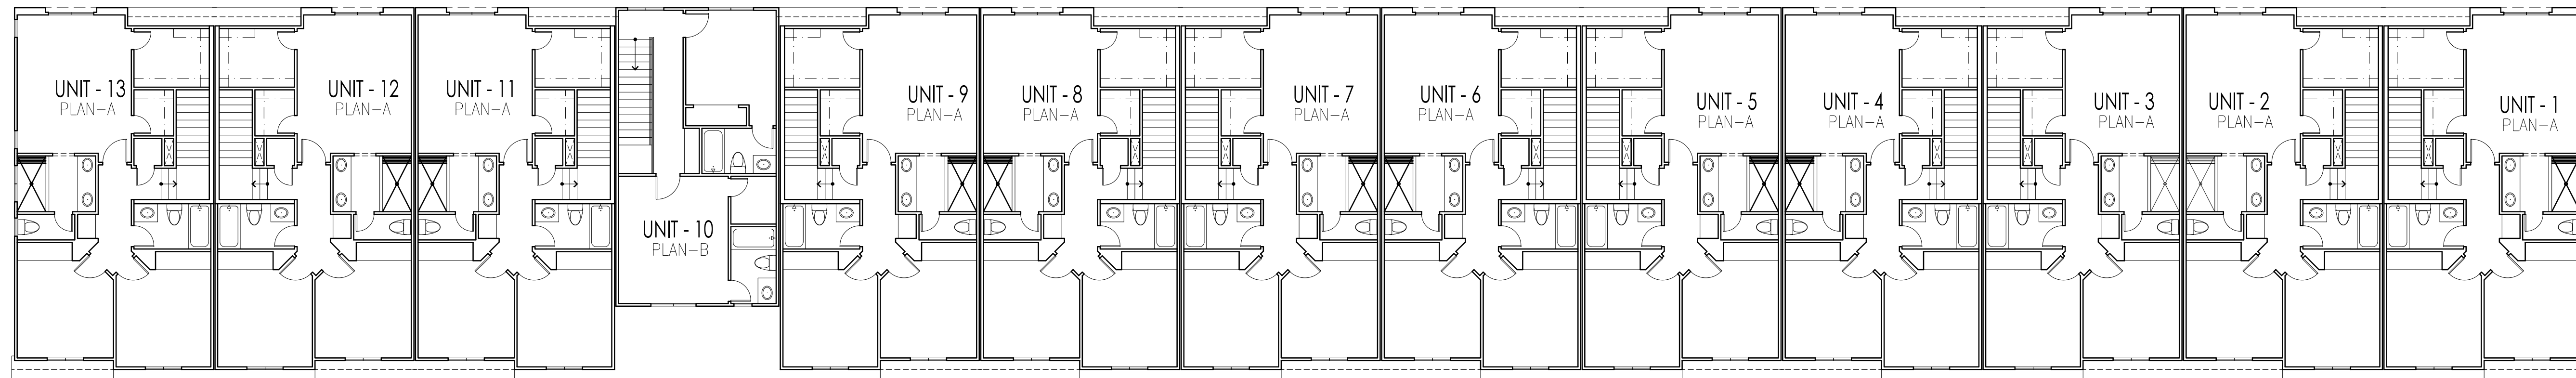 UNIT - 13
PLAN-A
UNIT - 12
PLAN-A
UNIT - 11
PLAN-A
UNIT - 10
PLAN-B
UNIT - 9
PLAN-A
UNIT - 8
PLAN-A
UNIT - 7
PLAN-A
UNIT - 6
PLAN-A
UNIT - 5
PLAN-A
UNIT - 4
PLAN-A
UNIT - 3
PLAN-A
UNIT - 2
PLAN-A
UNIT - 1
PLAN-A